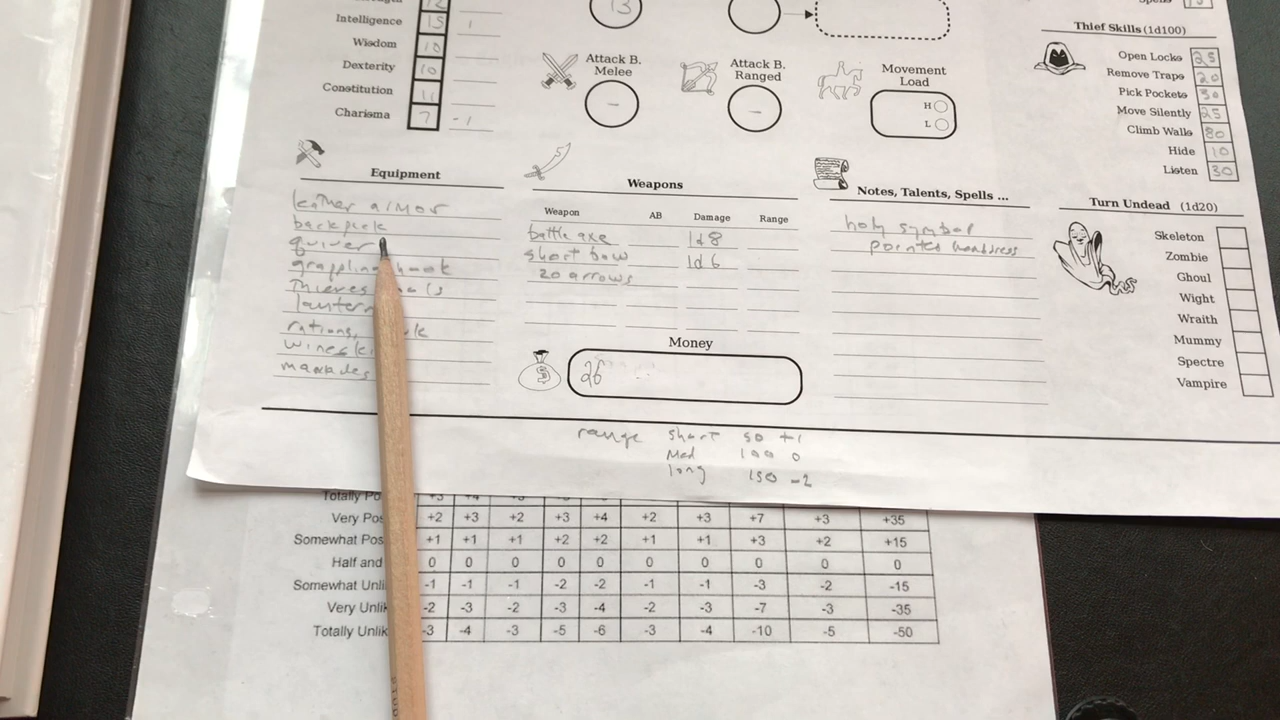 12
Intelligence 15 1
Wisdom 10
Dexterity 10
Constitution 11
Charisma 7 -1
13
Attack B.
Melee
-
Attack B.
Ranged
-
Movement
Load
H
L
Thief Skills (1d100)
Open Locks 25
Remove Traps 20
Pick Pockets 30
Move Silently 25
Climb Walls 80
Hide 10
Listen 30
Equipment
leather armor
backpack
quiver
grappling hook
Thieves
rations,
manacles
Weapons
Weapon AB Damage Range
battle axe 1d8
short bow 1d6
20 arrows
Money
$
26
Notes, Talents, Spells ...
holy symbol
Turn Undead (1d20)
Skeleton
Zombie
Ghoul
Wight
Wraith
Mummy
Spectre
Vampire
range short 50 +1
Med 100 0
long 150 -2
Totally
Very +2 +3 +2 +3 +4 +2 +3 +7 +3 +35
Somewhat +1 +1 +1 +2 +2 +1 +1 +3 +2 +15
Half and 0 0 0 0 0 0 0 0 0 0
Somewhat -1 -1 -1 -2 -2 -1 -1 -3 -2 -15
Very -2 -3 -2 -3 -4 -2 -3 -7 -3 -35
Totally -3 -4 -3 -5 -6 -3 -4 -10 -5 -50